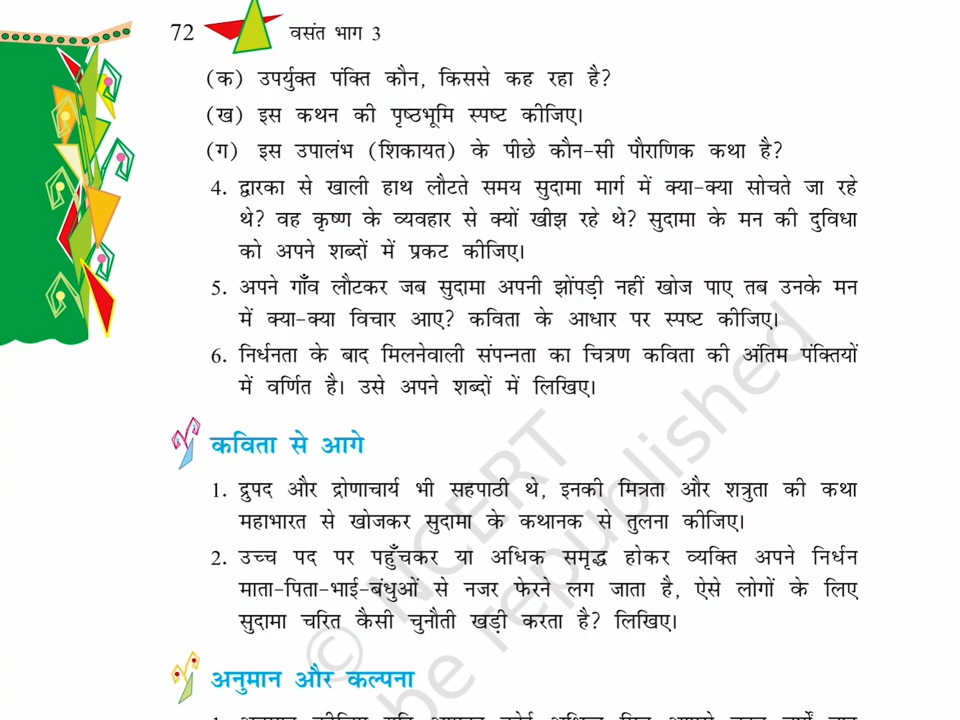 72
वसंत भाग 3
(क) उपर्युक्त पंक्ति कौन, किससे कह रहा है?
(ख) इस कथन की पृष्ठभूमि स्पष्ट कीजिए।
(ग) इस उपालंभ (शिकायत) के पीछे कौन-सी पौराणिक कथा है?
4. द्वारका से खाली हाथ लौटते समय सुदामा मार्ग में क्या-क्या सोचते जा रहे
थे? वह कृष्ण के व्यवहार से क्यों खीझ रहे थे? सुदामा के मन की दुविधा
को अपने शब्दों में प्रकट कीजिए।
5. अपने गाँव लौटकर जब सुदामा अपनी झोंपड़ी नहीं खोज पाए तब उनके मन
में क्या-क्या विचार आए? कविता के आधार पर स्पष्ट कीजिए।
6. निर्धनता के बाद मिलनेवाली संपन्नता का चित्रण कविता की अंतिम पंक्तियों
में वर्णित है। उसे अपने शब्दों में लिखिए।
कविता से आगे
1. द्रुपद और द्रोणाचार्य भी सहपाठी थे, इनकी मित्रता और शत्रुता की कथा
महाभारत से खोजकर सुदामा के कथानक से तुलना कीजिए।
2. उच्च पद पर पहुँचकर या अधिक समृद्ध होकर व्यक्ति अपने निर्धन
माता-पिता-भाई-बंधुओं से नजर फेरने लग जाता है, ऐसे लोगों के लिए
सुदामा चरित कैसी चुनौती खड़ी करता है? लिखिए।
अनुमान और कल्पना
© NCERT
be republished